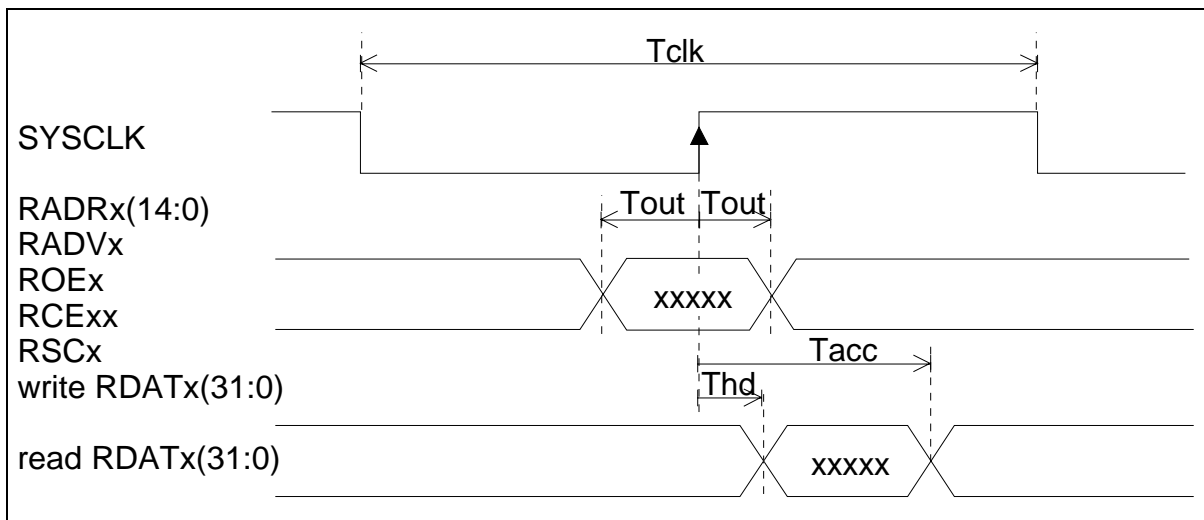 Tclk
SYSCLK
RADRx(14:0)
Tout Tout
RADVx
ROEx
xxxxx
RCExx
RSCx
Tacc
write RDATx(31:0)
Thd
read RDATx(31:0)
xxxxx